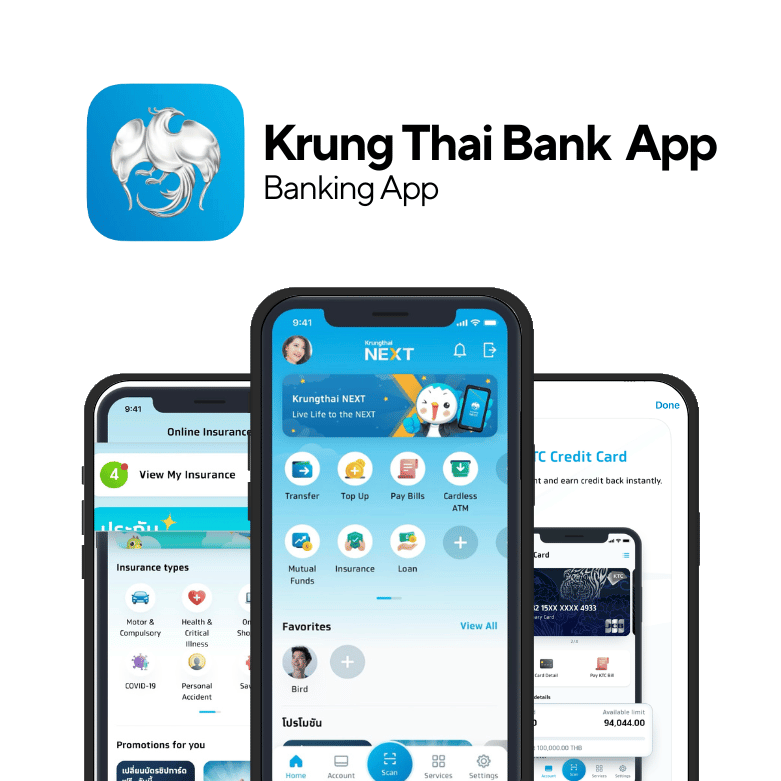 Krung Thai Bank App
Banking App
9:41
Krungthai
NEXT
Krungthai NEXT
Live Life to the NEXT
Transfer
Top Up
Pay Bills
Cardless
ATM
Mutual
Funds
Insurance
Loan
Favorites
View All
Bird
โปรโมชัน
Home
Account
Scan
Services
Settings
9:41
Online Insurance
4
View My Insurance
ประกัน
Insurance types
Motor &
Compulsory
Health &
Critical
Illness
COVID-19
Personal
Accident
Promotions for you
เปลี่ยนบัตรชิปการ์ด
Done
TC Credit Card
nt and earn credit back instantly.
Card
KTC
15XX XXXX 4933
ary Card
JCB
Card Detail
Pay KTC Bill
details
Available limit
94,044.00
100,000.00 THB
Account
Scan
Services
Settings